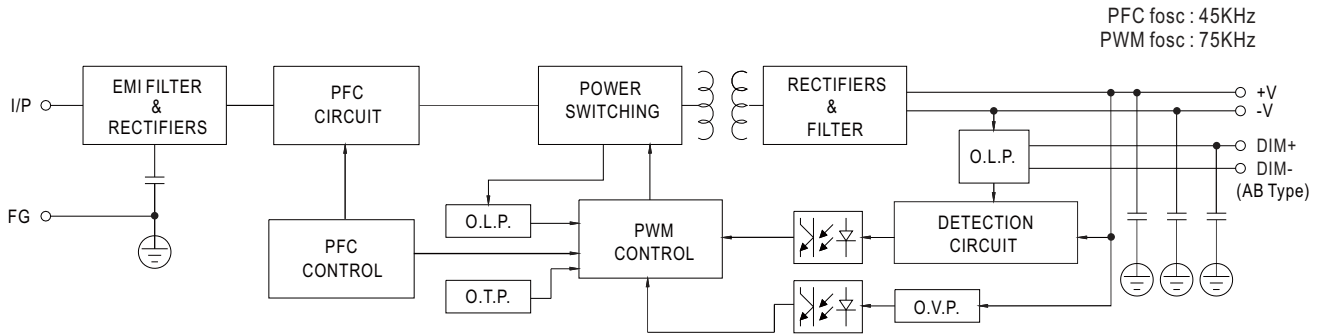 PFC fosc : 45KHz
PWM fosc : 75KHz
I/P
EMI FILTER
&
RECTIFIERS
PFC
CIRCUIT
POWER
SWITCHING
RECTIFIERS
&
FILTER
+V
-V
O.L.P.
DIM+
DIM-
(AB Type)
FG
O.L.P.
PFC
CONTROL
PWM
CONTROL
DETECTION
CIRCUIT
O.T.P.
O.V.P.